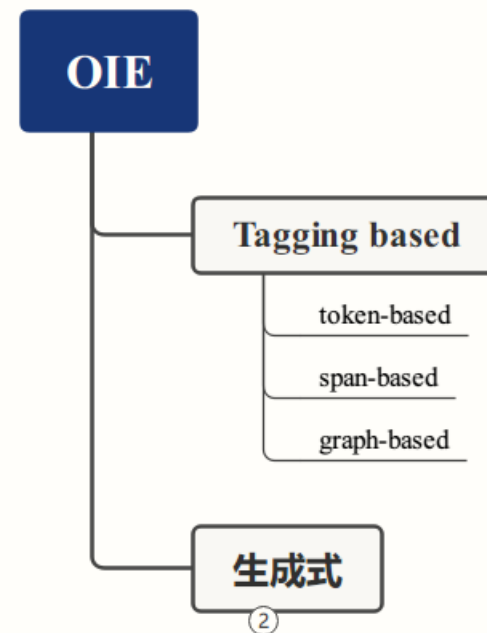 OIE
Tagging based
token-based
span-based
graph-based
生成式
2